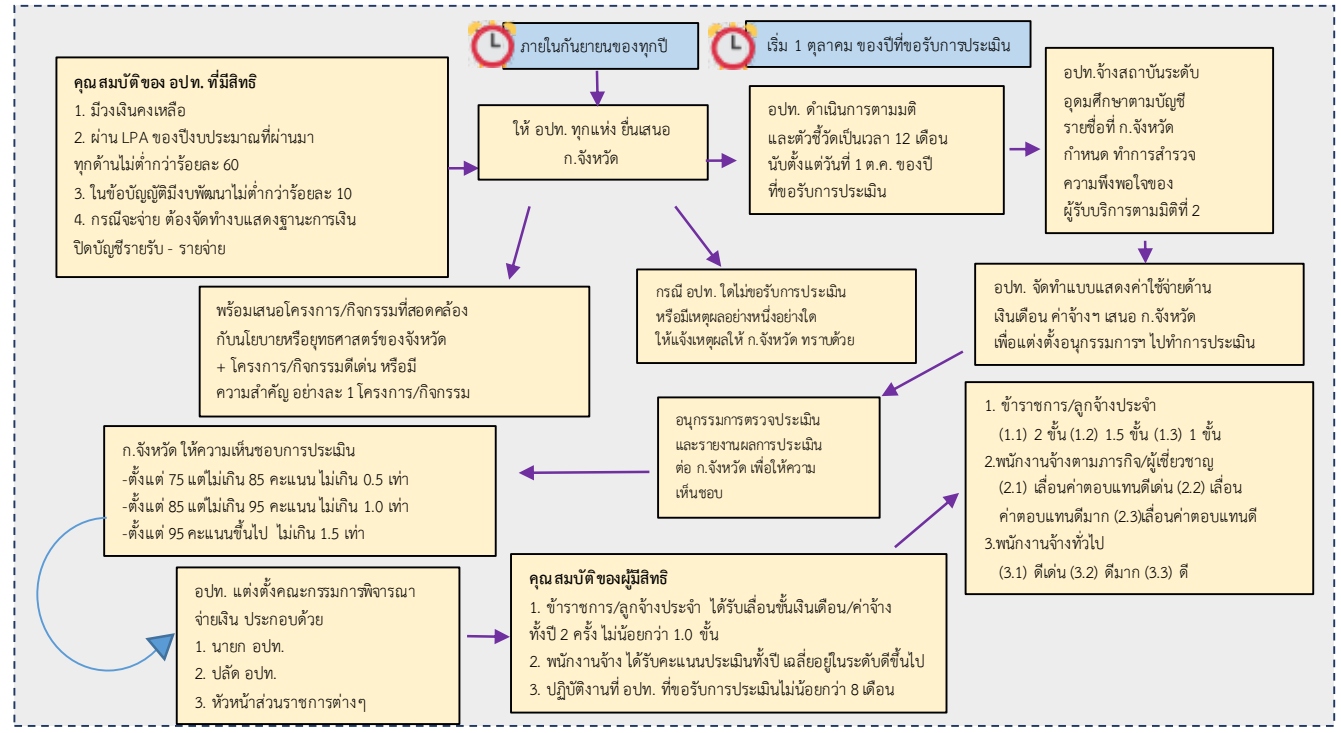 ภายในกันยายนของทุกปี
เริ่ม 1 ตุลาคม ของปีที่ขอรับการประเมิน
คุณสมบัติของ อปท. ที่มีสิทธิ
1. มีวงเงินคงเหลือ
2. ผ่าน LPA ของปีงบประมาณที่ผ่านมา
ทุกด้านไม่ต่ำกว่าร้อยละ 60
3. ในข้อบัญญัติมีงบพัฒนาไม่ต่ำกว่าร้อยละ 10
4. กรณีจะจ่าย ต้องจัดทำงบแสดงฐานะการเงิน
ปิดบัญชีรายรับ - รายจ่าย
ให้ อปท. ทุกแห่ง ยื่นเสนอ
ก.จังหวัด
อปท. ดำเนินการตามมติ
และตัวชี้วัดเป็นเวลา 12 เดือน
นับตั้งแต่วันที่ 1 ต.ค. ของปี
ที่ขอรับการประเมิน
อปท.จ้างสถาบันระดับ
อุดมศึกษาตามบัญชี
รายชื่อที่ ก.จังหวัด
กำหนด ทำการสำรวจ
ความพึงพอใจของ
ผู้รับบริการตามมิติที่ 2
พร้อมเสนอโครงการ/กิจกรรมที่สอดคล้อง
กับนโยบายหรือยุทธศาสตร์ของจังหวัด
+ โครงการ/กิจกรรมดีเด่น หรือมี
ความสำคัญ อย่างละ 1 โครงการ/กิจกรรม
กรณี อปท. ใดไม่ขอรับการประเมิน
หรือมีเหตุผลอย่างหนึ่งอย่างใด
ให้แจ้งเหตุผลให้ ก.จังหวัด ทราบด้วย
อปท. จัดทำแบบแสดงค่าใช้จ่ายด้าน
เงินเดือน ค่าจ้างฯ เสนอ ก.จังหวัด
เพื่อแต่งตั้งอนุกรรมการฯ ไปทำการประเมิน
อนุกรรมการตรวจประเมิน
และรายงานผลการประเมิน
ต่อ ก.จังหวัด เพื่อให้ความ
เห็นชอบ
ก.จังหวัด ให้ความเห็นชอบการประเมิน
-ตั้งแต่ 75 แต่ไม่เกิน 85 คะแนน ไม่เกิน 0.5 เท่า
-ตั้งแต่ 85 แต่ไม่เกิน 95 คะแนน ไม่เกิน 1.0 เท่า
-ตั้งแต่ 95 คะแนนขึ้นไป ไม่เกิน 1.5 เท่า
อปท. แต่งตั้งคณะกรรมการพิจารณา
จ่ายเงิน ประกอบด้วย
1. นายก อปท.
2. ปลัด อปท.
3. หัวหน้าส่วนราชการต่างๆ
คุณสมบัติของผู้มีสิทธิ
1. ข้าราชการ/ลูกจ้างประจำ ได้รับเลื่อนขั้นเงินเดือน/ค่าจ้าง
ทั้งปี 2 ครั้ง ไม่น้อยกว่า 1.0 ขั้น
2. พนักงานจ้าง ได้รับคะแนนประเมินทั้งปี เฉลี่ยอยู่ในระดับดีขึ้นไป
3. ปฏิบัติงานที่ อปท. ที่ขอรับการประเมินไม่น้อยกว่า 8 เดือน
1. ข้าราชการ/ลูกจ้างประจำ
(1.1) 2 ขั้น (1.2) 1.5 ขั้น (1.3) 1 ขั้น
2.พนักงานจ้างตามภารกิจ/ผู้เชี่ยวชาญ
(2.1) เลื่อนค่าตอบแทนดีเด่น (2.2) เลื่อน
ค่าตอบแทนดีมาก (2.3)เลื่อนค่าตอบแทนดี
3.พนักงานจ้างทั่วไป
(3.1) ดีเด่น (3.2) ดีมาก (3.3) ดี